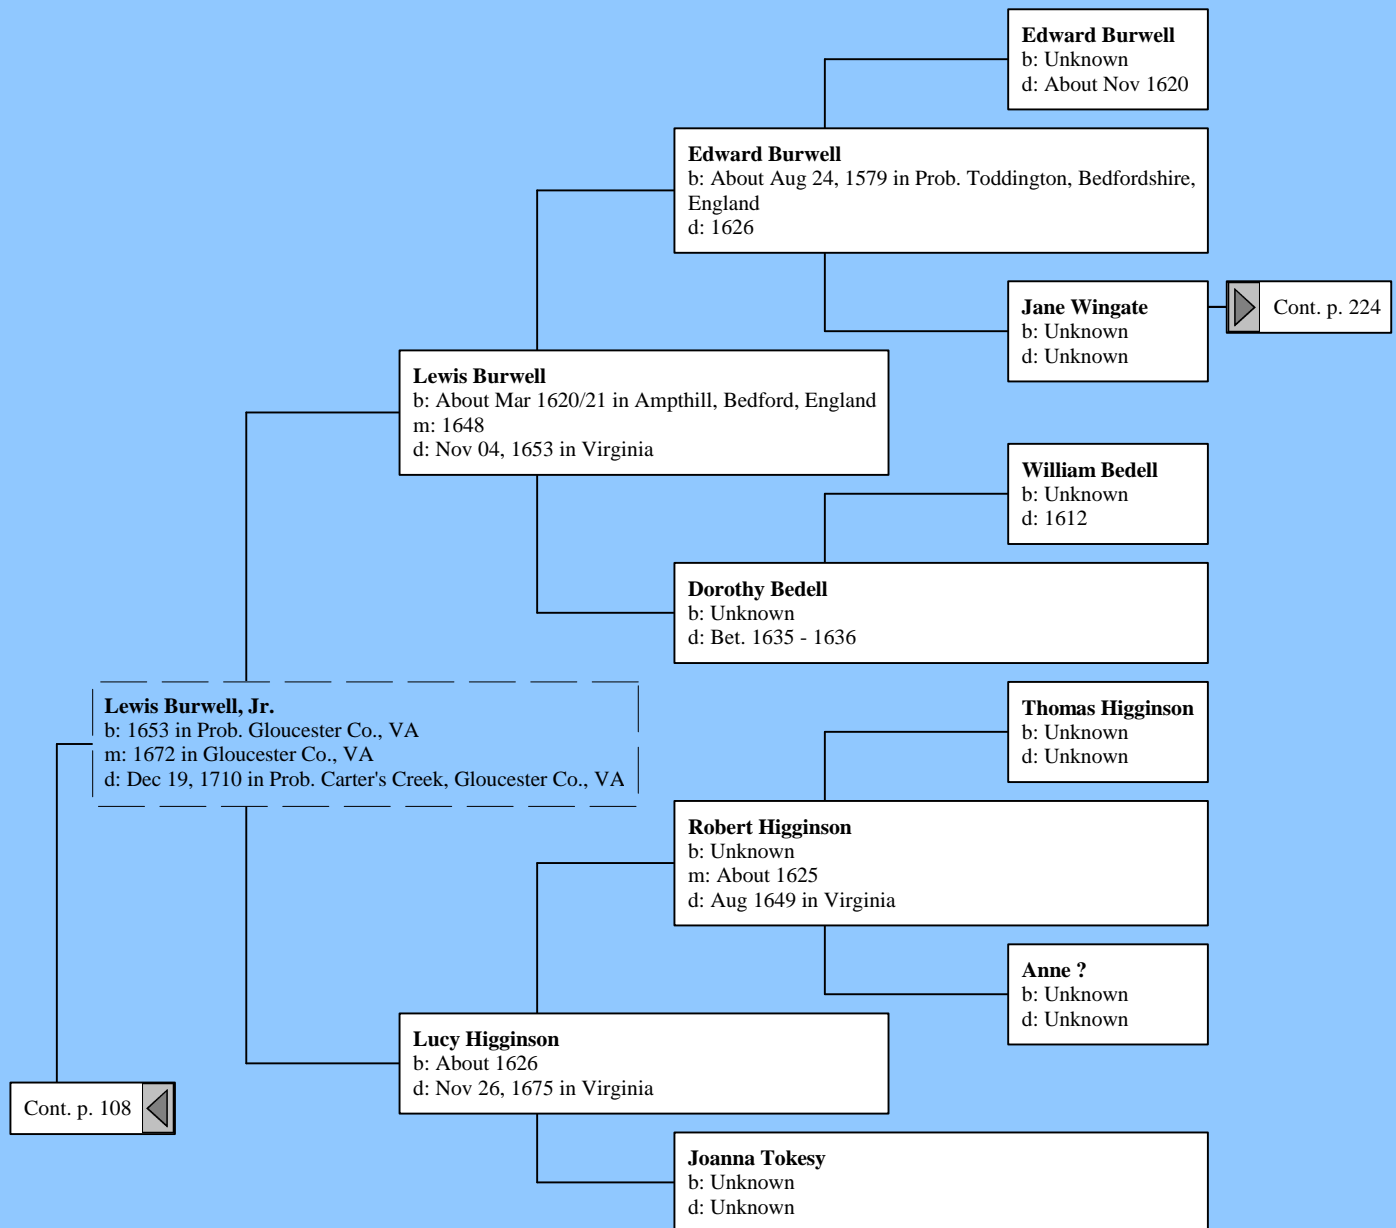 Edward Burwell
b: Unknown
d: About Nov 1620
Edward Burwell
b: About Aug 24, 1579 in Prob. Toddington, Bedfordshire,
England
d: 1626
Jane Wingate
b: Unknown
d: Unknown
Cont. p. 224
Lewis Burwell
b: About Mar 1620/21 in Ampthill, Bedford, England
m: 1648
d: Nov 04, 1653 in Virginia
William Bedell
b: Unknown
d: 1612
Dorothy Bedell
b: Unknown
d: Bet. 1635 - 1636
Lewis Burwell, Jr.
b: 1653 in Prob. Gloucester Co., VA
m: 1672 in Gloucester Co., VA
d: Dec 19, 1710 in Prob. Carter's Creek, Gloucester Co., VA
Thomas Higginson
b: Unknown
d: Unknown
Robert Higginson
b: Unknown
m: About 1625
d: Aug 1649 in Virginia
Anne ?
b: Unknown
d: Unknown
Lucy Higginson
b: About 1626
d: Nov 26, 1675 in Virginia
Cont. p. 108
Joanna Tokesy
b: Unknown
d: Unknown